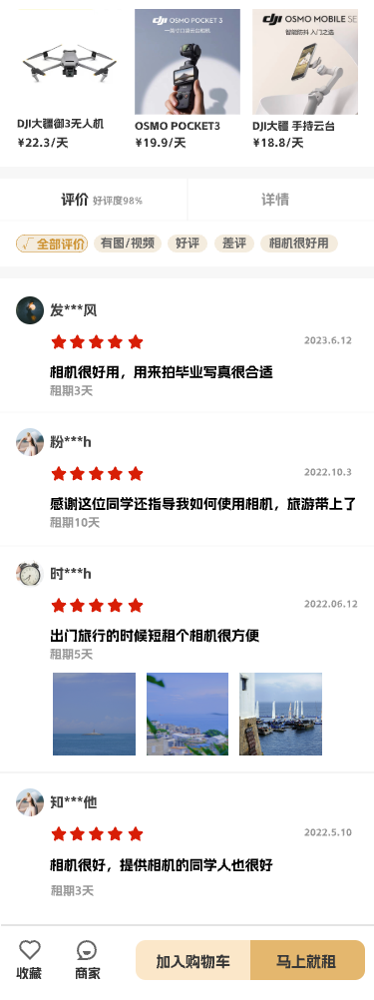 dji OSMO POCKET 3
一英寸口袋云台相机
dji OSMO MOBILE SE
智能防抖 入门之选
DJI大疆御3无人机
OSMO POCKET3
DJI大疆 手持云台
¥22.3/天
¥19.9/天
¥18.8/天
评价 好评度98%
详情
√全部评价
有图/视频
好评
差评
相机很好用
发***风
2023.6.12
相机很好用，用来拍毕业写真很合适
租期3天
粉***h
2022.10.3
感谢这位同学还指导我如何使用相机，旅游带上了
租期10天
时***h
2022.06.12
出门旅行的时候短租个相机很方便
租期5天
知***他
2022.5.10
相机很好，提供相机的同学人也很好
租期3天
收藏
商家
加入购物车
马上就租